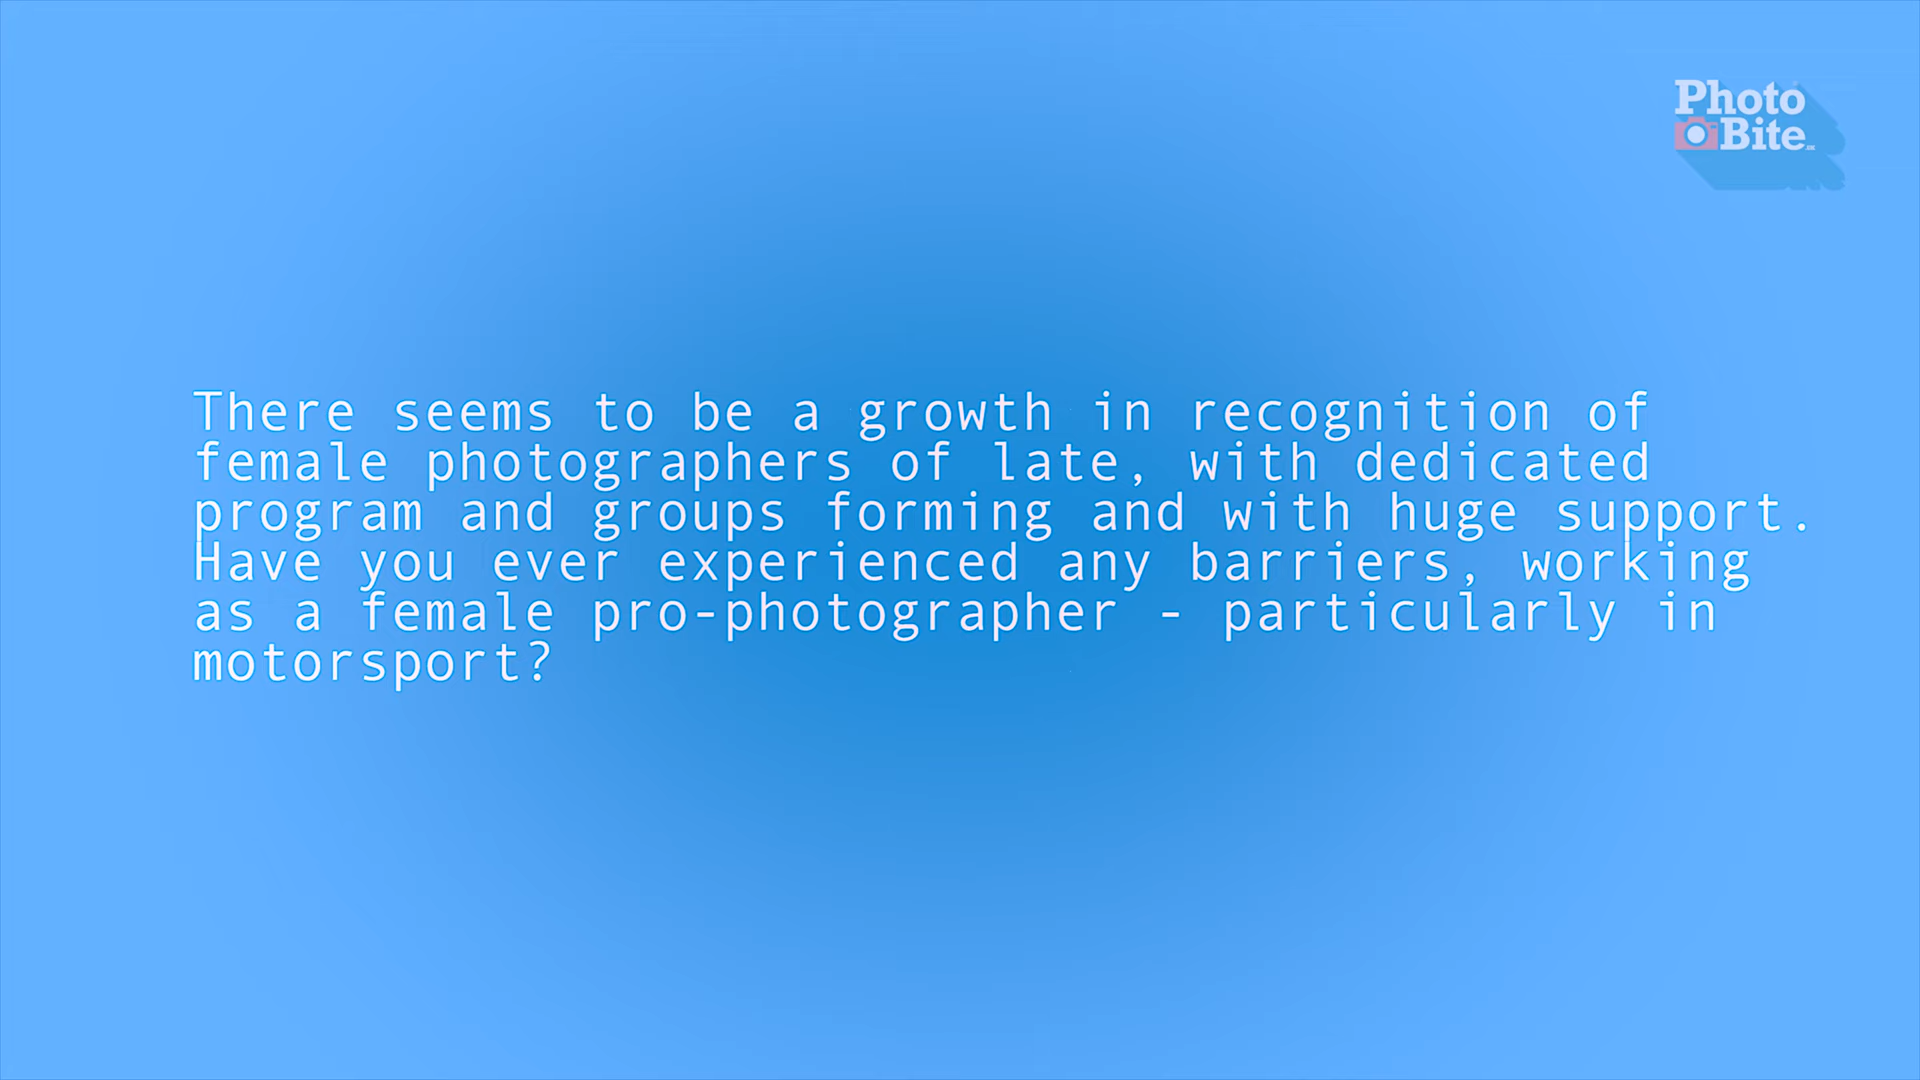 Photo
Bite
There seems to be a growth in recognition of
female photographers of late, with dedicated
program and groups forming and with huge support.
Have you ever experienced any barriers, working
as a female pro-photographer - particularly in
motorsport?